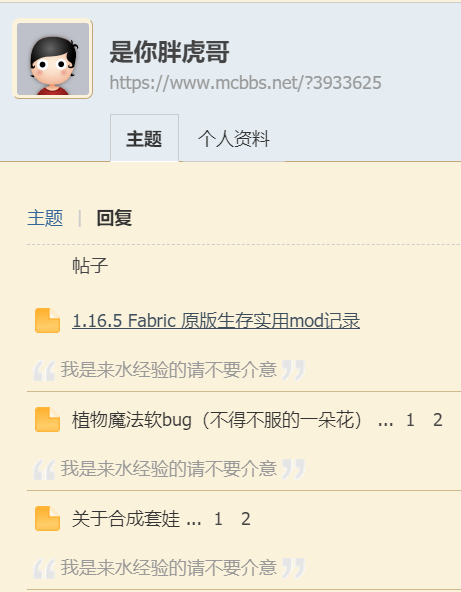 是你胖虎哥
https://www.mcbbs.net/?3933625
主题 个人资料
主题 | 回复
帖子
1.16.5 Fabric 原版生存实用mod记录
“我是来水经验的请不要介意”
植物魔法软bug（不得不服的一朵花） ... 1 2
“我是来水经验的请不要介意”
关于合成套娃 ... 1 2
“我是来水经验的请不要介意”